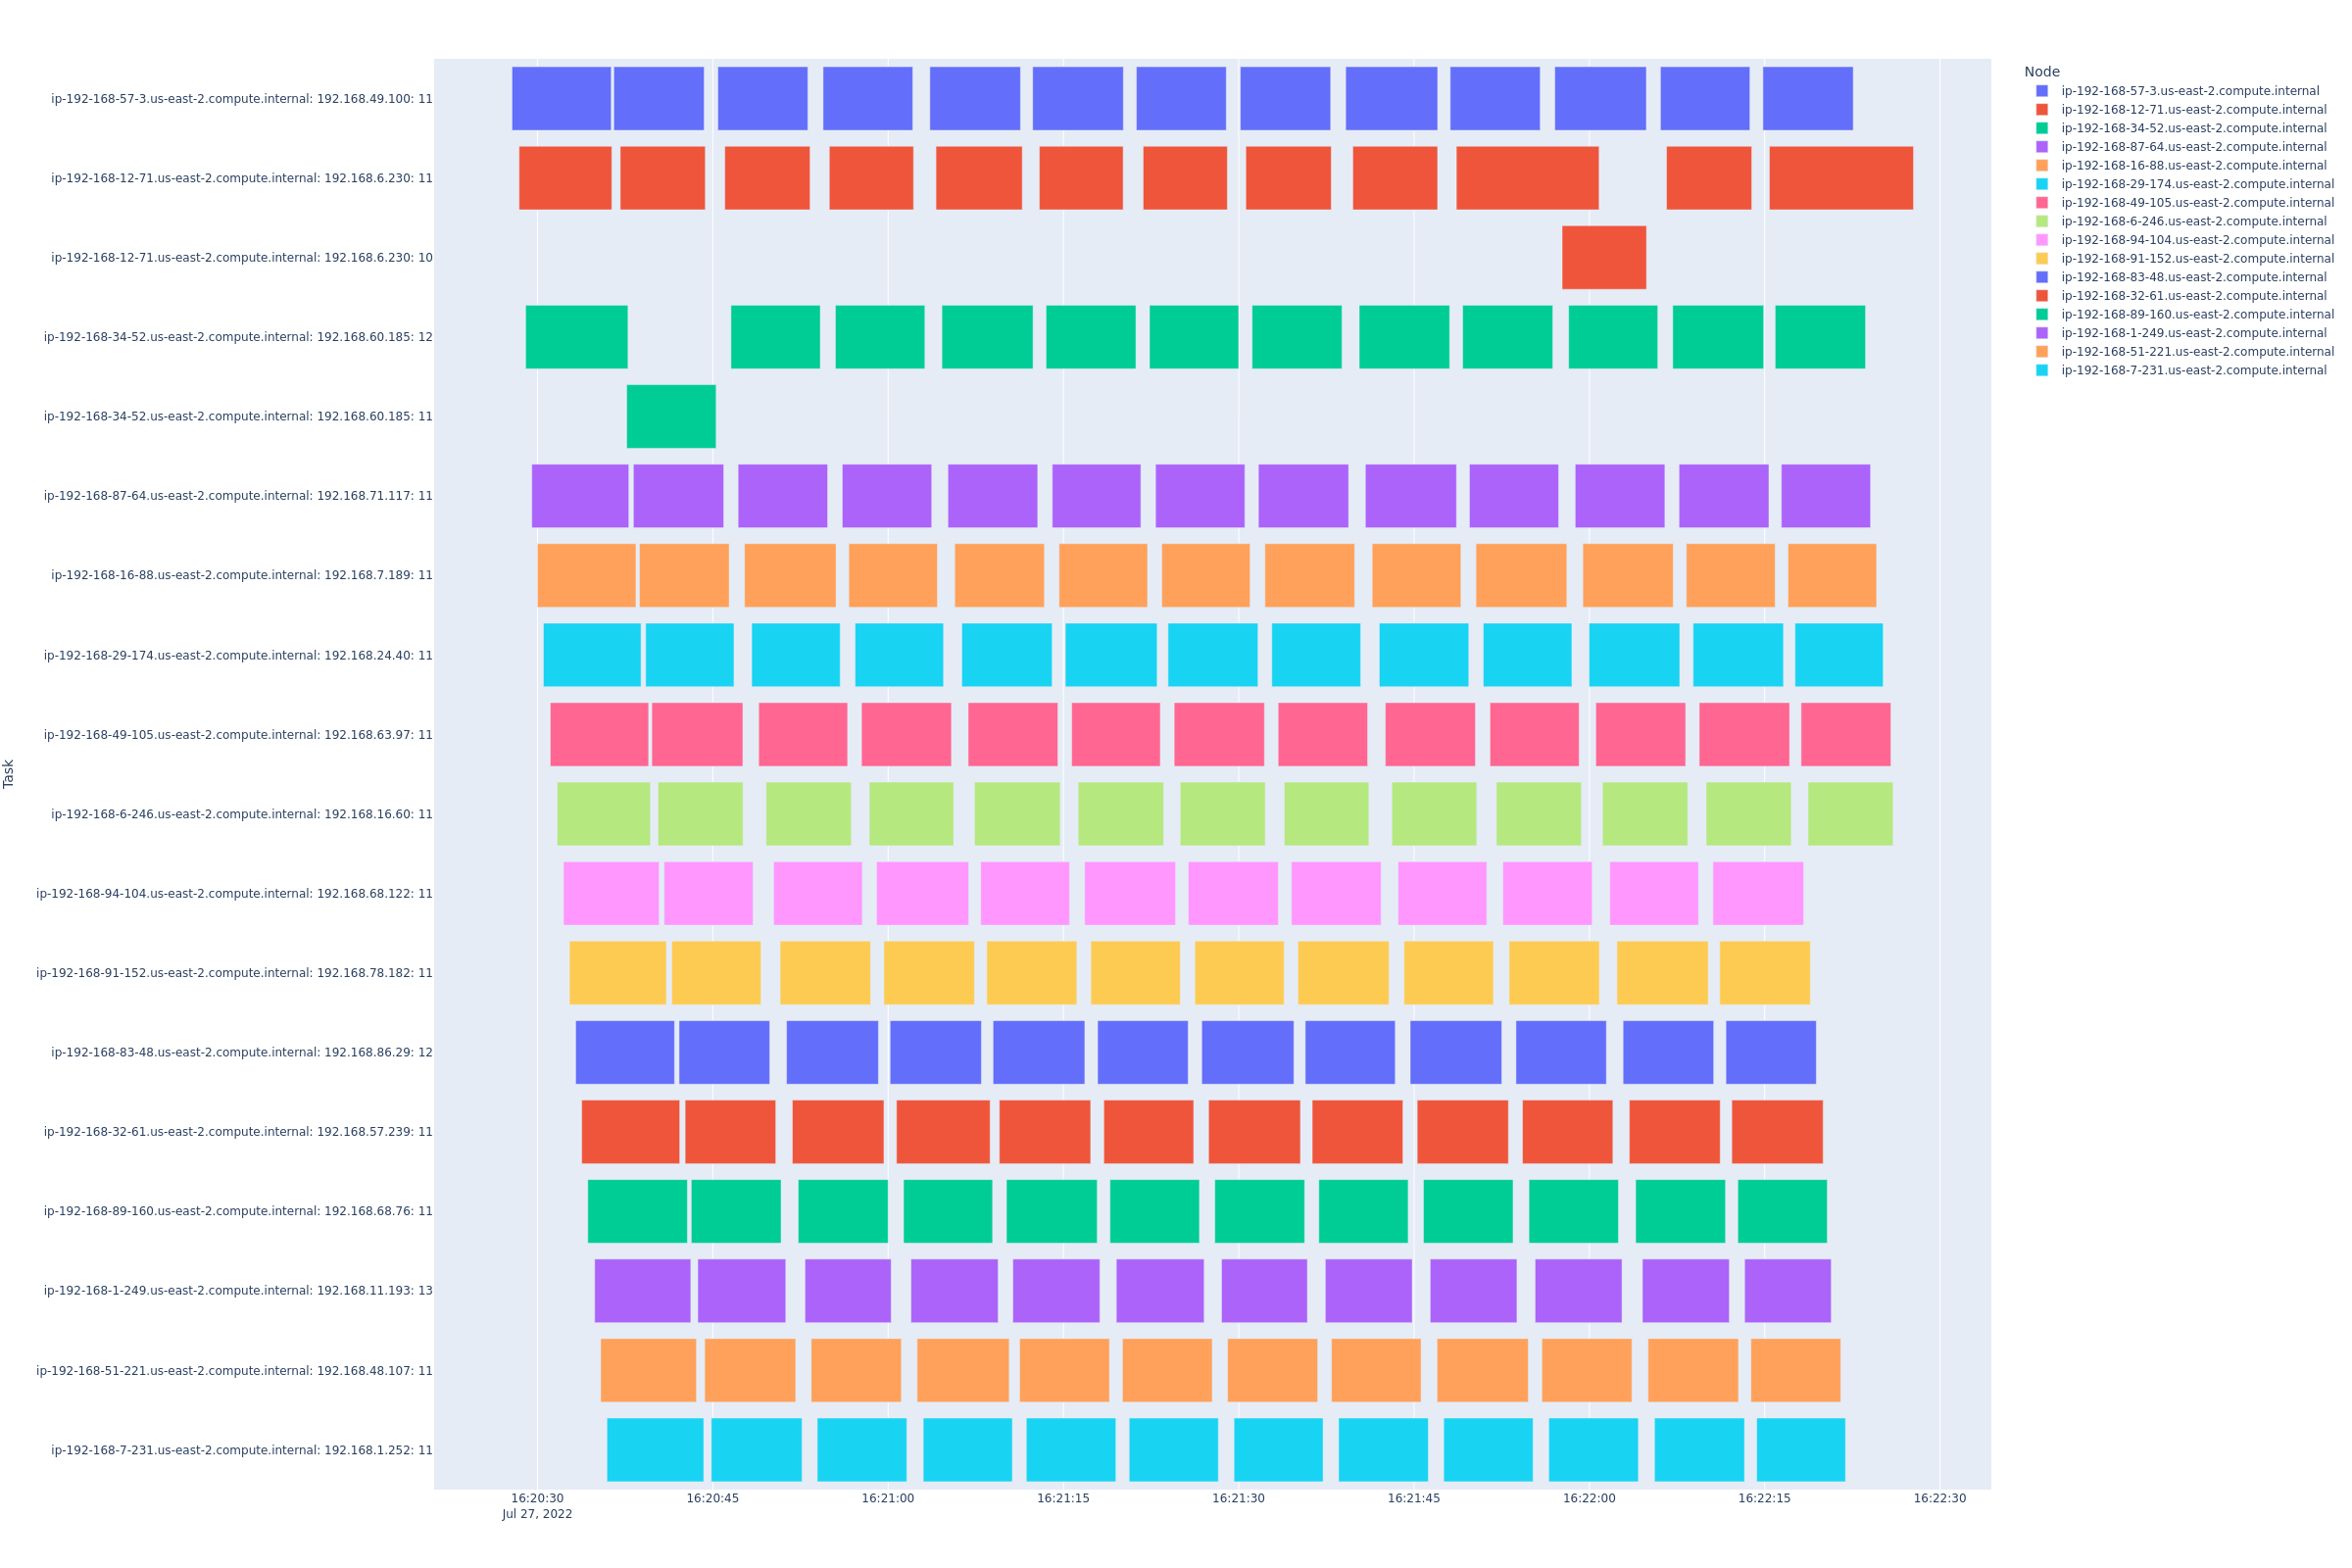 Task
ip-192-168-57-3.us-east-2.compute.internal: 192.168.49.100: 11
ip-192-168-12-71.us-east-2.compute.internal: 192.168.6.230: 11
ip-192-168-12-71.us-east-2.compute.internal: 192.168.6.230: 10
ip-192-168-34-52.us-east-2.compute.internal: 192.168.60.185: 12
ip-192-168-34-52.us-east-2.compute.internal: 192.168.60.185: 11
ip-192-168-87-64.us-east-2.compute.internal: 192.168.71.117: 11
ip-192-168-16-88.us-east-2.compute.internal: 192.168.7.189: 11
ip-192-168-29-174.us-east-2.compute.internal: 192.168.24.40: 11
ip-192-168-49-105.us-east-2.compute.internal: 192.168.63.97: 11
ip-192-168-6-246.us-east-2.compute.internal: 192.168.16.60: 11
ip-192-168-94-104.us-east-2.compute.internal: 192.168.68.122: 11
ip-192-168-91-152.us-east-2.compute.internal: 192.168.78.182: 11
ip-192-168-83-48.us-east-2.compute.internal: 192.168.86.29: 12
ip-192-168-32-61.us-east-2.compute.internal: 192.168.57.239: 11
ip-192-168-89-160.us-east-2.compute.internal: 192.168.68.76: 11
ip-192-168-1-249.us-east-2.compute.internal: 192.168.11.193: 13
ip-192-168-51-221.us-east-2.compute.internal: 192.168.48.107: 11
ip-192-168-7-231.us-east-2.compute.internal: 192.168.1.252: 11
16:20:30 16:20:45 16:21:00 16:21:15 16:21:30 16:21:45 16:22:00 16:22:15 16:22:30
Jul 27, 2022
Node
ip-192-168-57-3.us-east-2.compute.internal
ip-192-168-12-71.us-east-2.compute.internal
ip-192-168-34-52.us-east-2.compute.internal
ip-192-168-87-64.us-east-2.compute.internal
ip-192-168-16-88.us-east-2.compute.internal
ip-192-168-29-174.us-east-2.compute.internal
ip-192-168-49-105.us-east-2.compute.internal
ip-192-168-6-246.us-east-2.compute.internal
ip-192-168-94-104.us-east-2.compute.internal
ip-192-168-91-152.us-east-2.compute.internal
ip-192-168-83-48.us-east-2.compute.internal
ip-192-168-32-61.us-east-2.compute.internal
ip-192-168-89-160.us-east-2.compute.internal
ip-192-168-1-249.us-east-2.compute.internal
ip-192-168-51-221.us-east-2.compute.internal
ip-192-168-7-231.us-east-2.compute.internal